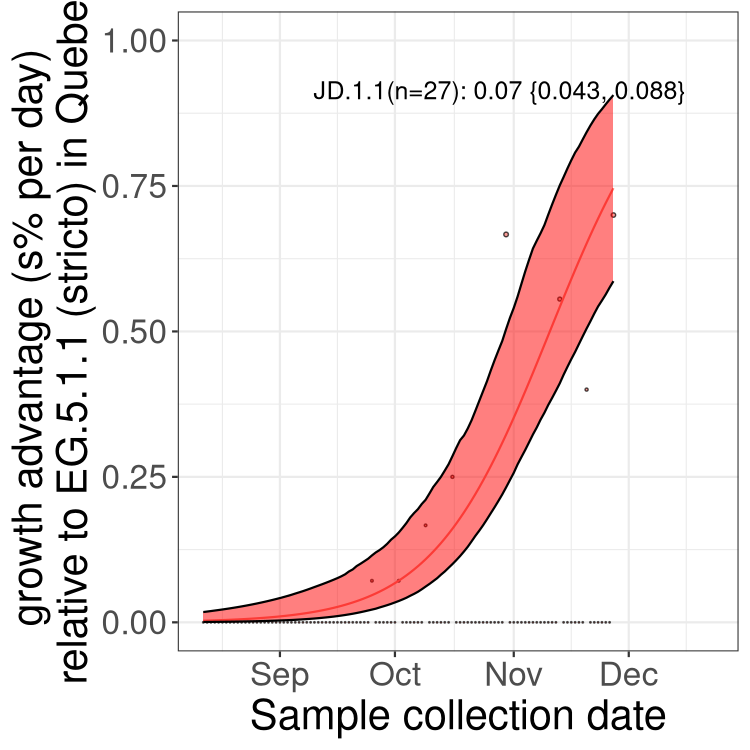 growth advantage (s% per day)
relative to EG.5.1.1 (stricto) in Quebe
1.00
0.75
0.50
0.25
0.00
JD.1.1(n=27): 0.07 {0.043, 0.088}
Sep Oct Nov Dec
Sample collection date